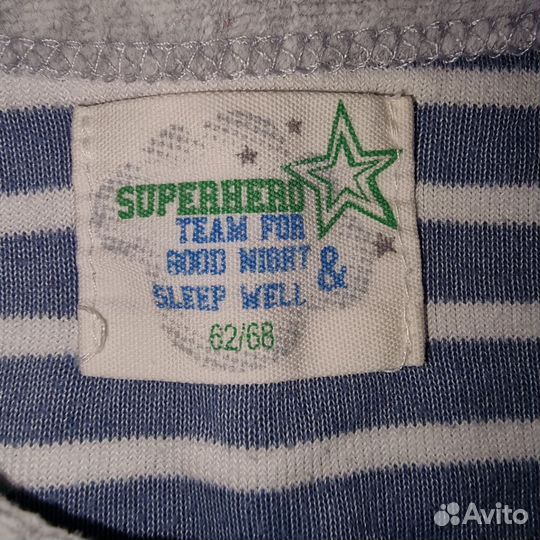 SUPERHERO
TEAM FOR
GOOD NIGHT &
SLEEP WELL
62/68
Avito